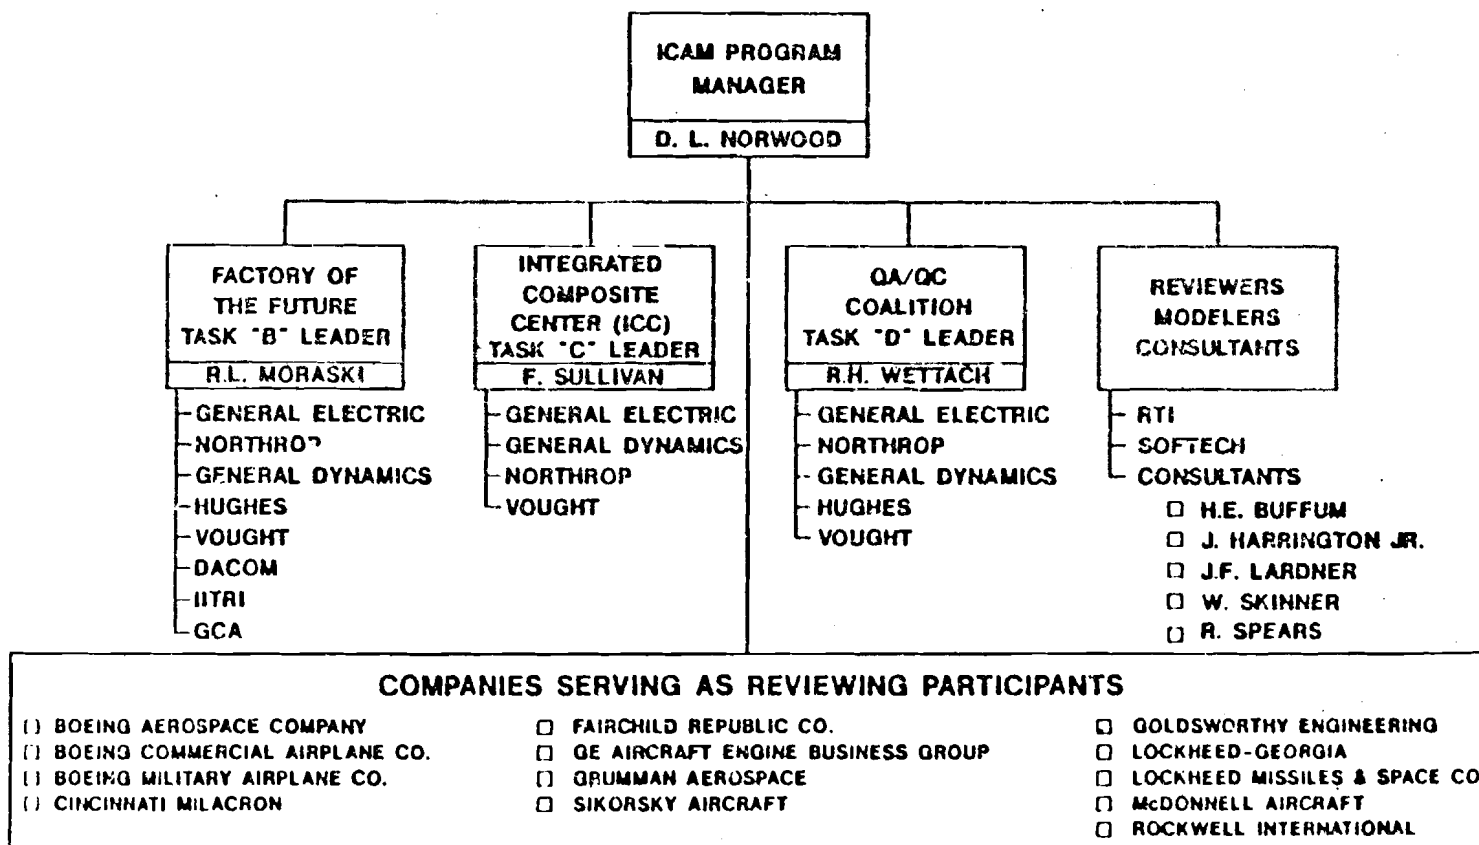 ICAM PROGRAM
MANAGER
D. L. NORWOOD
FACTORY OF
THE FUTURE
TASK "B" LEADER
R.L. MORASKI
GENERAL ELECTRIC
NORTHROP
GENERAL DYNAMICS
HUGHES
VOUGHT
DACOM
IITRI
GCA
INTEGRATED
COMPOSITE
CENTER (ICC)
TASK "C" LEADER
F. SULLIVAN
GENERAL ELECTRIC
GENERAL DYNAMICS
NORTHROP
VOUGHT
QA/QC
COALITION
TASK "D" LEADER
R.H. WETTACH
GENERAL ELECTRIC
NORTHROP
GENERAL DYNAMICS
HUGHES
VOUGHT
REVIEWERS
MODELERS
CONSULTANTS
RTI
SOFTECH
CONSULTANTS
H.E. BUFFUM
J. HARRINGTON JR.
J.F. LARDNER
W. SKINNER
R. SPEARS
COMPANIES SERVING AS REVIEWING PARTICIPANTS
BOEING AEROSPACE COMPANY
BOEING COMMERCIAL AIRPLANE CO.
BOEING MILITARY AIRPLANE CO.
CINCINNATI MILACRON
FAIRCHILD REPUBLIC CO.
GE AIRCRAFT ENGINE BUSINESS GROUP
GRUMMAN AEROSPACE
SIKORSKY AIRCRAFT
GOLDSWORTHY ENGINEERING
LOCKHEED-GEORGIA
LOCKHEED MISSILES & SPACE CO
McDONNELL AIRCRAFT
ROCKWELL INTERNATIONAL